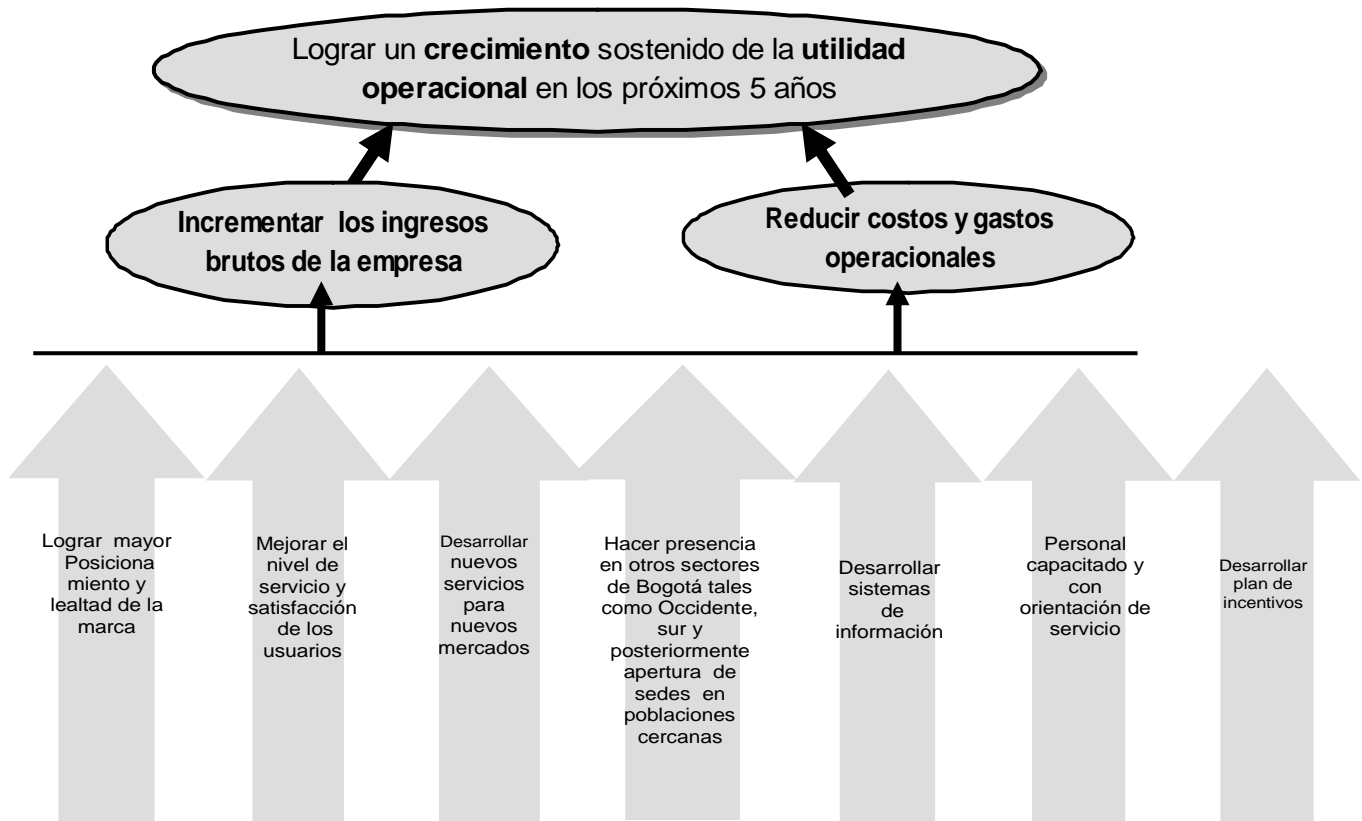 Lograr un crecimiento sostenido de la utilidad
operacional en los próximos 5 años
Incrementar los ingresos
brutos de la empresa
Reducir costos y gastos
operacionales
Lograr mayor
Posiciona
miento y
lealtad de la
marca
Mejorar el
nivel de
servicio y
satisfacción
de los
usuarios
Desarrollar
nuevos
servicios
para
nuevos
mercados
Hacer presencia
en otros sectores
de Bogotá tales
como Occidente,
sur y
posteriormente
apertura de
sedes en
poblaciones
cercanas
Desarrollar
sistemas
de
información
Personal
capacitado y
con
orientación de
servicio
Desarrollar
plan de
incentivos